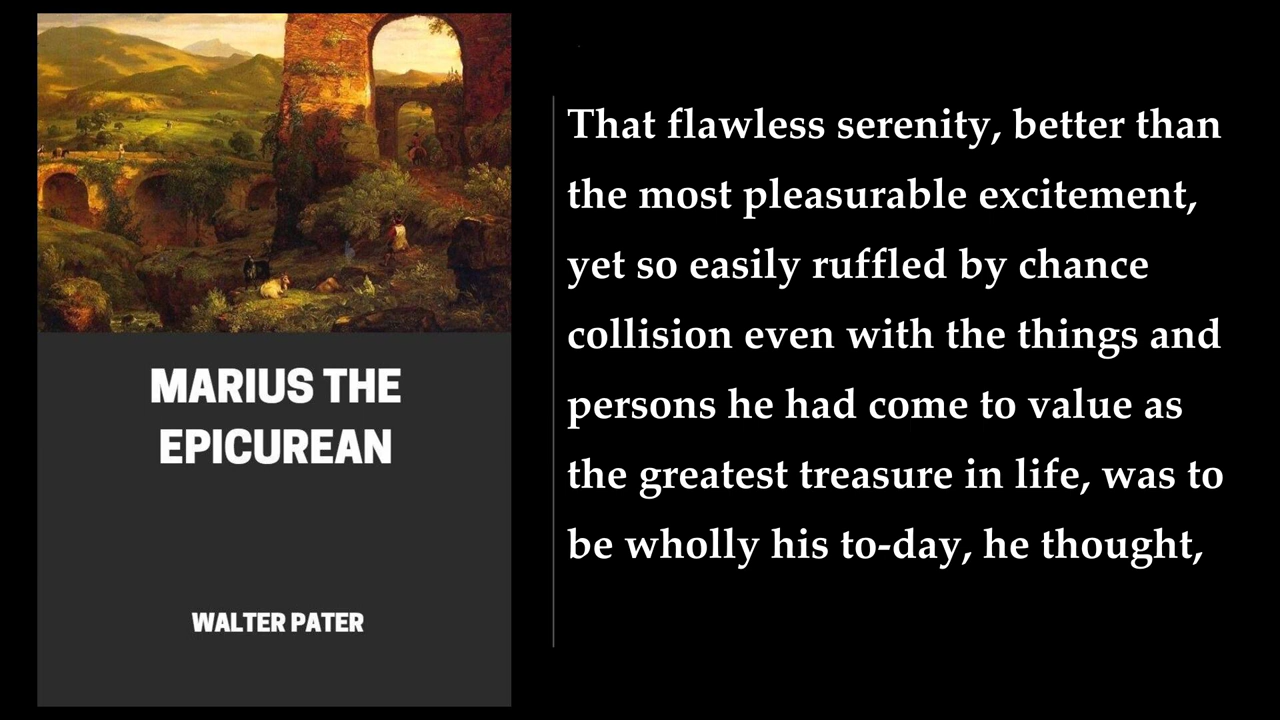 MARIUS THE
EPICUREAN
WALTER PATER
That flawless serenity, better than
the most pleasurable excitement,
yet so easily ruffled by chance
collision even with the things and
persons he had come to value as
the greatest treasure in life, was to
be wholly his to-day, he thought,